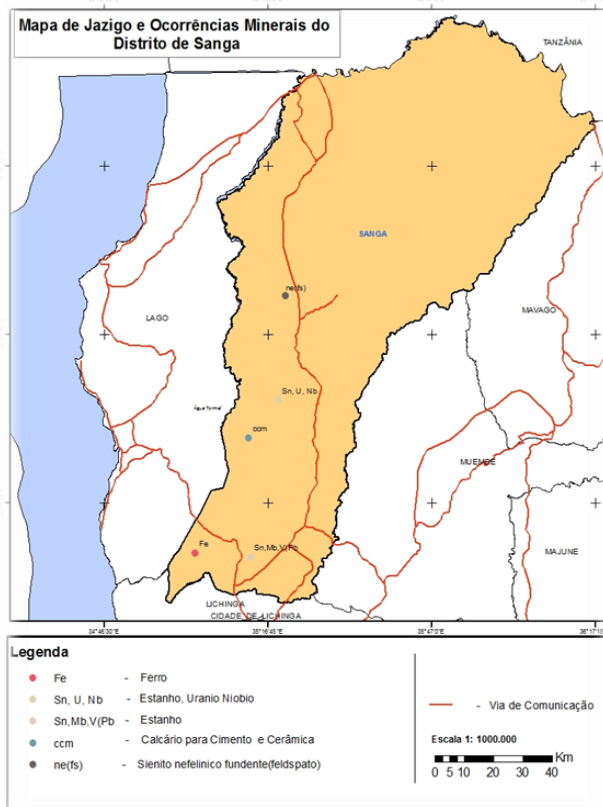 Mapa de Jazigo e Ocorrências Minerais do
Distrito de Sanga
TANZÂNIA
SANGA
ne(fs)
LAGO
MAVAGO
Sn, U, Nb
Água Termal
ccm
MUEMBE
Fe
Sn,Mb,V(Pb
MAJUNE
LICHINGA
CIDADE DE LICHINGA
34°46'30"E
35°16'45"E
35°47'0"E
36°17'15
Legenda
Fe - Ferro
Sn, U, Nb - Estanho, Uranio Niobio
Sn,Mb,V(Pb - Estanho
ccm - Calcário para Cimento e Cerâmica
ne(fs) - Sienito nefelinico fundente(feldspato)
- Via de Comunicação
Escala 1: 1000.000
0 5 10 20 30 40 Km